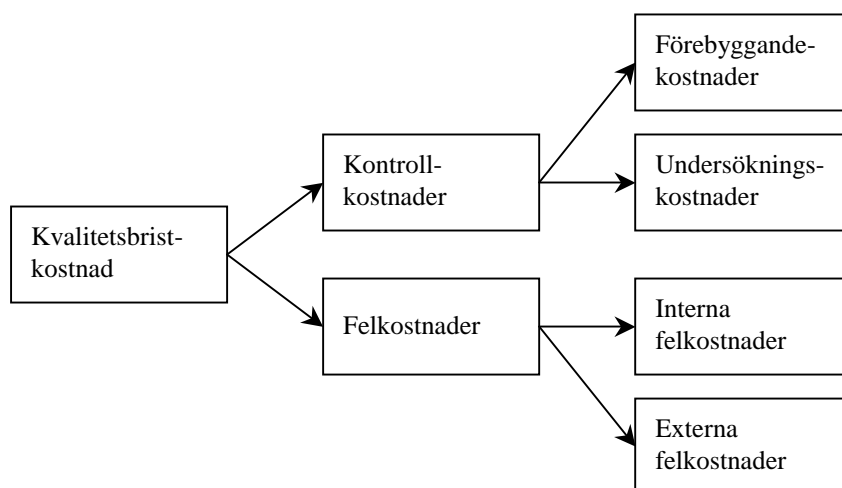 Kvalitetsbrist-
kostnad
Kontroll-
kostnader
Felkostnader
Förebyggande-
kostnader
Undersöknings-
kostnader
Interna
felkostnader
Externa
felkostnader